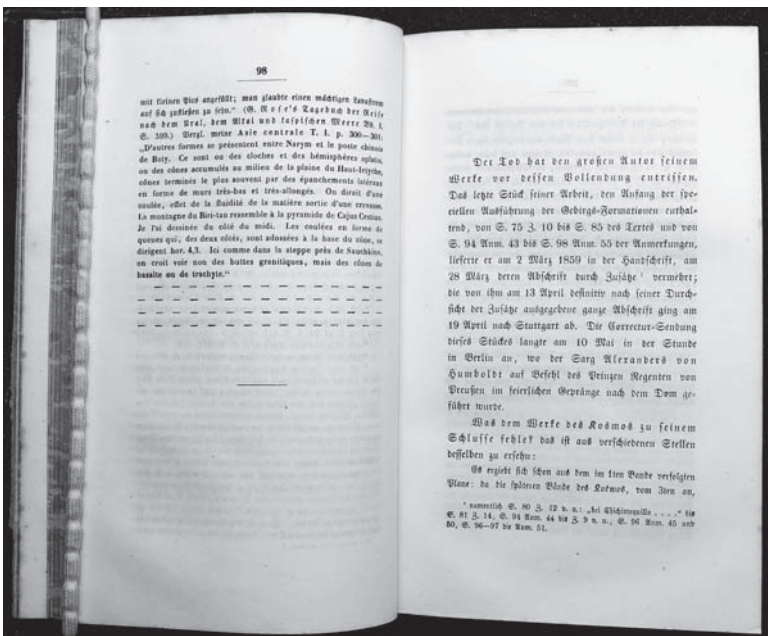 98
mit kleinen Pics angefüllt; man glaubte einen mächtigen Lavastrom
auf sich zufließen zu sehn.“ (G. Rose's Tagebuch der Reise
nach dem Ural, dem Altai und kaspischen Meere Bd. I.
S. 599.) Vergl. meine Asie centrale T. I. p. 300—301:
„D'autres formes se présentent entre Narym et le poste chinois
de Baty. Ce sont ou des cloches et des hémisphères aplatis,
ou des cônes accumulés au milieu de la plaine du Haut-Irtyche,
cônes terminés le plus souvent par des épanchements latéraux
en forme de murs très-bas et très-allongés. On dirait d'une
coulée, effet de la fluidité de la matière sortie d'une crevasse.
La montagne du Biri-tau ressemble à la pyramide de Cajus Cestius.
Je l'ai dessinée du côté du midi. Les coulées en forme de
queues qui, des deux côtés, sont adossées à la base du cône, se
dirigent hor. 4,3. Ici comme dans la steppe près de
on croit voir non des buttes granitiques, mais des cônes de
basalte ou de trachyte.“
— — — — — — — — — — — — —
— — — — — — — — — — — — —
— — — — — — — — — — — — —
— — — — — — — — — — — — —
Der Tod hat den großen Autor seinem
Werke vor dessen Vollendung entrissen.
Das letzte Stück seiner Arbeit, den Anfang der spe-
ciellen Ausführung der Gebirgs-Formationen enthal-
tend, von S. 75 Z. 10 bis S. 85 des Textes und von
S. 94 Anm. 43 bis S. 98 Anm. 55 der Anmerkungen,
lieferte er am 2 März 1859 in der Handschrift, am
28 März deren Abschrift durch Zusätze ¹ vermehrt;
die von ihm am 13 April definitiv nach seiner Durch-
sicht der Zusätze ausgegebene ganze Abschrift ging am
19 April nach Stuttgart ab. Die Correctur-Sendung
dieses Stückes langte am 10 Mai in der Stunde
in Berlin an, wo der Sarg Alexanders von
Humboldt auf Befehl des Prinzen Regenten von
Preußen im feierlichen Gepränge nach dem Dom ge-
führt wurde.
Was dem Werke des Kosmos zu seinem
Schlusse fehle? das ist aus verschiedenen Stellen
desselben zu ersehn:
Es ergiebt sich schon aus dem im 1ten Bande verfolgten
Plane: da die späteren Bände des Kosmos, vom 3ten an,
¹ namentlich S. 80 Z. 12 v. u.: „bei Chichimequillo . . . .“ bis
S. 81 Z. 14, S. 94 Anm. 44 bis Z. 9 v. u., S. 96 Anm. 45 und
50, S. 96—97 bis Anm. 51.